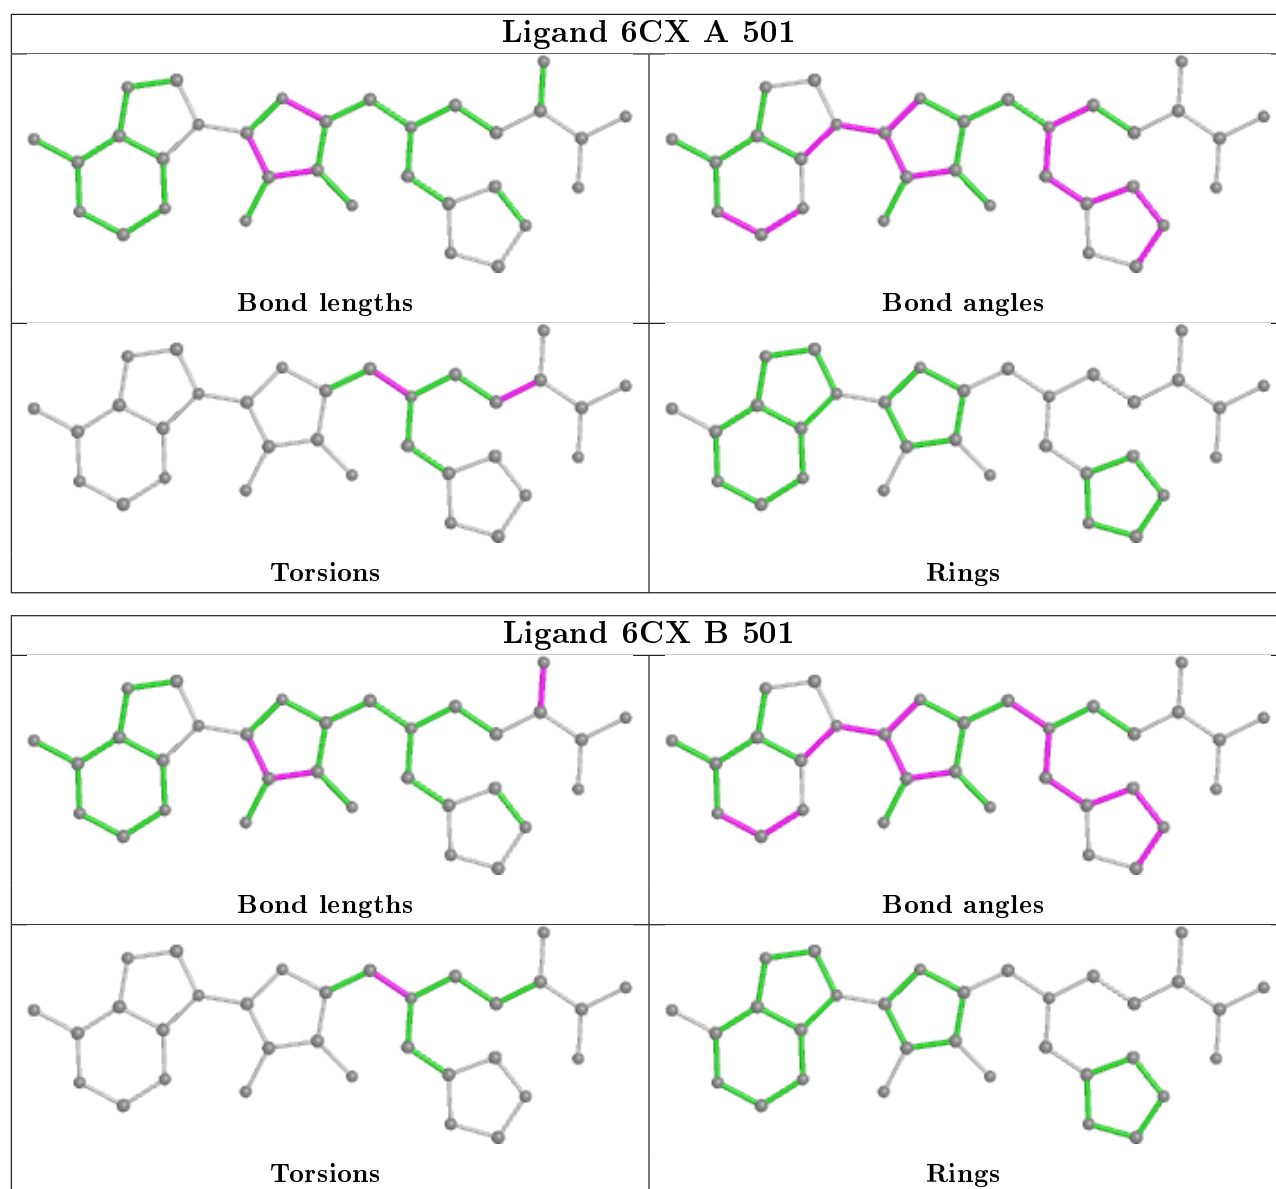 Ligand 6CX A 501
Bond lengths
Bond angles
Torsions
Rings
Ligand 6CX B 501
Bond lengths
Bond angles
Torsions
Rings